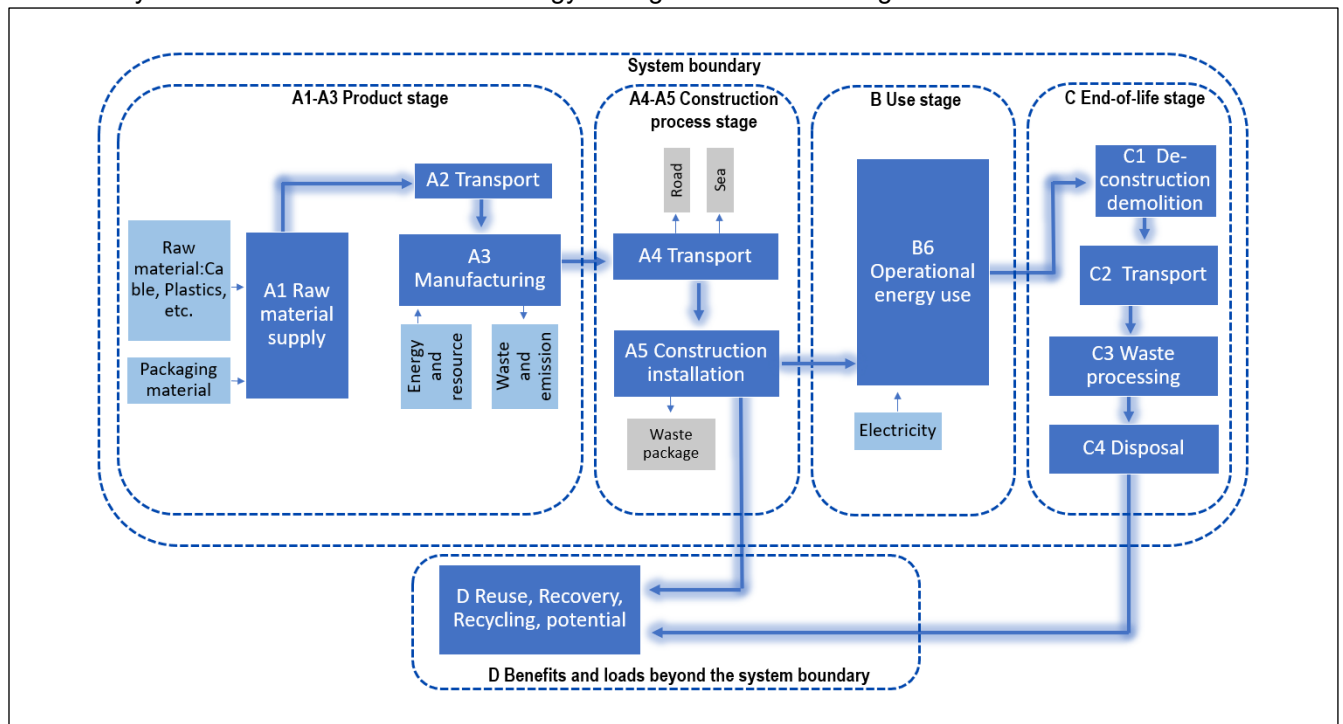 System boundary
A1-A3 Product stage
A4-A5 Construction
process stage
B Use stage
C End-of-life stage
Road
Sea
C1 De-
construction
demolition
A2 Transport
Raw
material:Ca
ble, Plastics,
etc.
A1 Raw
material
supply
A3
Manufacturing
A4 Transport
B6
Operational
energy use
C2 Transport
Energy
and
resource
Waste
and
emission
A5 Construction
installation
C3 Waste
processing
Packaging
material
Waste
package
Electricity
C4 Disposal
D Reuse, Recovery,
Recycling, potential
D Benefits and loads beyond the system boundary